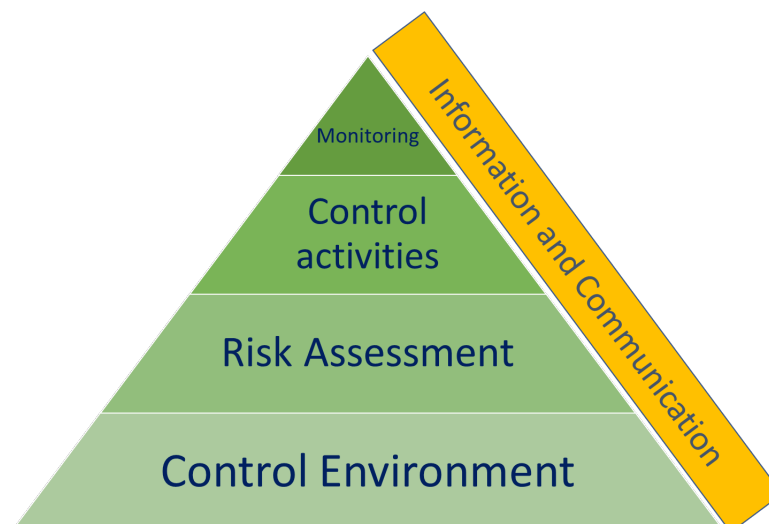 Monitoring
Control
activities
Risk Assessment
Control Environment
Information and Communication